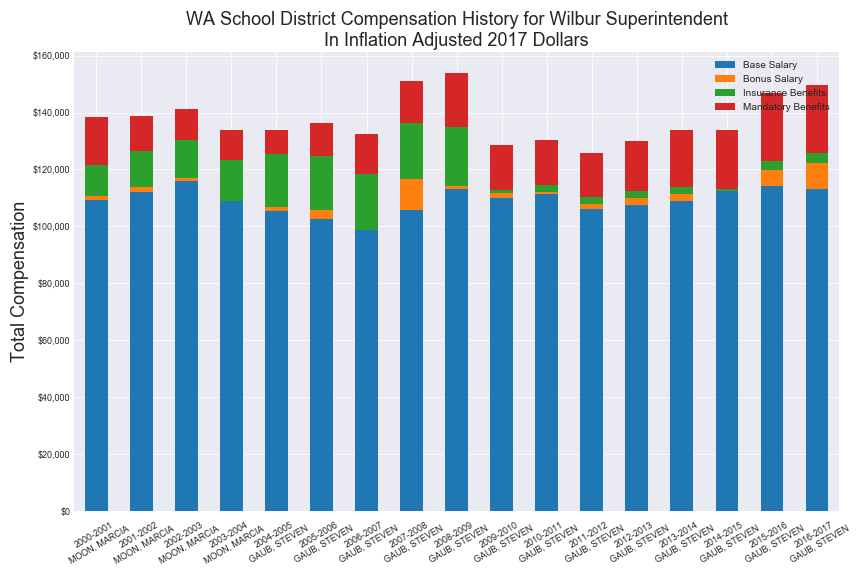 WA School District Compensation History for Wilbur Superintendent
In Inflation Adjusted 2017 Dollars
Base Salary
Bonus Salary
Insurance Benefits
Mandatory Benefits
Total Compensation
$160,000
$140,000
$120,000
$100,000
$80,000
$60,000
$40,000
$20,000
$0
2000-2001
MOON, MARCIA
2001-2002
MOON, MARCIA
2002-2003
MOON, MARCIA
2003-2004
MOON, MARCIA
2004-2005
GAUB, STEVEN
2005-2006
GAUB, STEVEN
2006-2007
GAUB, STEVEN
2007-2008
GAUB, STEVEN
2008-2009
GAUB, STEVEN
2009-2010
GAUB, STEVEN
2010-2011
GAUB, STEVEN
2011-2012
GAUB, STEVEN
2012-2013
GAUB, STEVEN
2013-2014
GAUB, STEVEN
2014-2015
GAUB, STEVEN
2015-2016
GAUB, STEVEN
2016-2017
GAUB, STEVEN